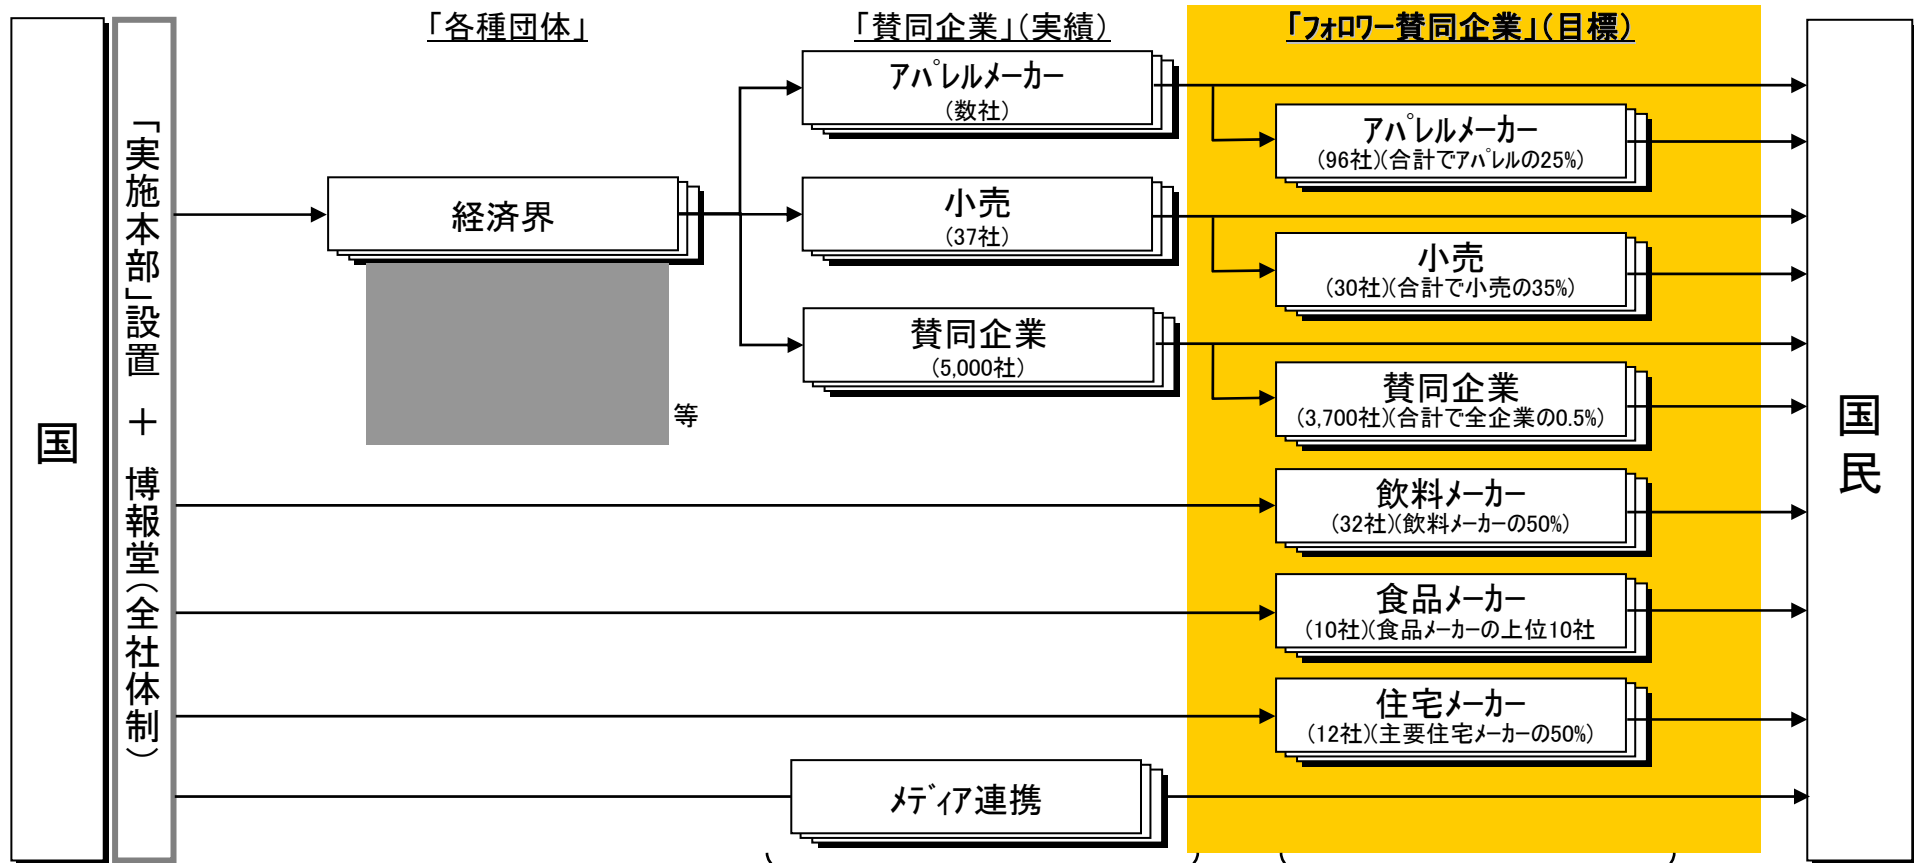 国
「実施本部」設置 + 博報堂(全社体制)
「各種団体」
経済界
等
「賛同企業」(実績)
アパレルメーカー
(数社)
小売
(37社)
賛同企業
(5,000社)
メディア連携
「フォロワー賛同企業」(目標)
アパレルメーカー
(96社)(合計でアパレルの25%)
小売
(30社)(合計で小売の35%)
賛同企業
(3,700社)(合計で全企業の0.5%)
飲料メーカー
(32社)(飲料メーカーの50%)
食品メーカー
(10社)(食品メーカーの上位10社
住宅メーカー
(12社)(主要住宅メーカーの50%)
国民